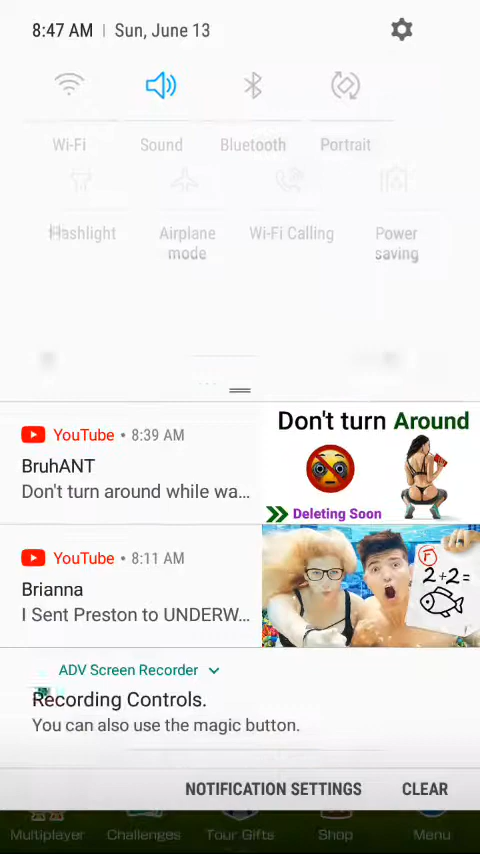 8:47 AM | Sun, June 13
Wi-Fi Sound Bluetooth Portrait
Flashlight Airplane mode Wi-Fi Calling Power saving
YouTube • 8:39 AM
BruhANT
Don't turn around while wa...
Don't turn Around
Deleting Soon
YouTube • 8:11 AM
Brianna
I Sent Preston to UNDERW...
F
2+2=
ADV Screen Recorder
Recording Controls.
You can also use the magic button.
NOTIFICATION SETTINGS CLEAR
Multiplayer Challenges Tour Gifts Shop Menu